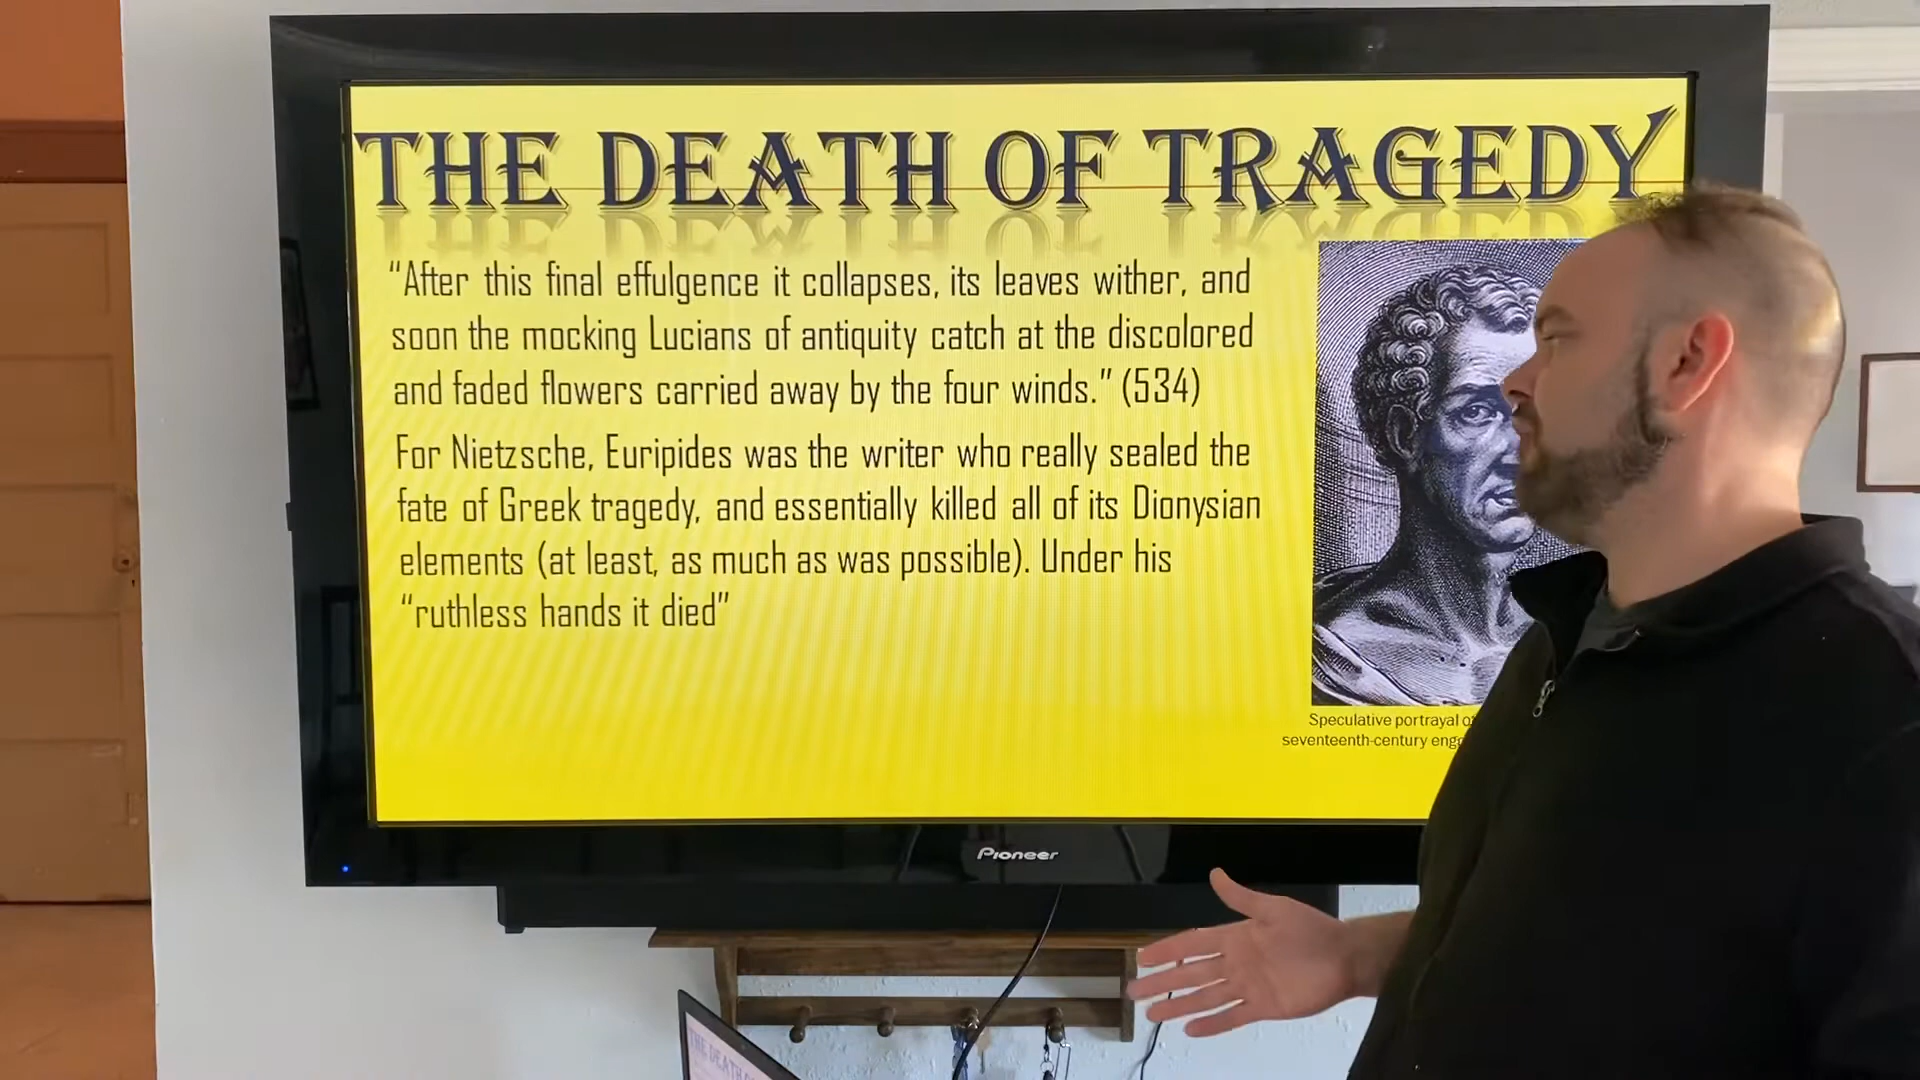 THE DEATH OF TRAGEDY
“After this final effulgence it collapses, its leaves wither, and
soon the mocking Lucians of antiquity catch at the discolored
and faded flowers carried away by the four winds.” (534)
For Nietzsche, Euripides was the writer who really sealed the
fate of Greek tragedy, and essentially killed all of its Dionysian
elements (at least, as much as was possible). Under his
“ruthless hands it died”
Speculative portrayal
seventeenth-century
Pioneer
THE DEATH